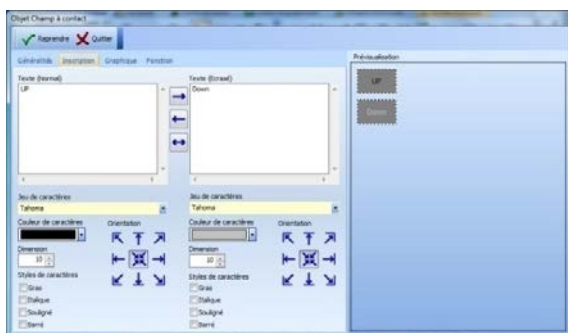 Objet Champ à contact
Reprendre Quitter
Généralités Inscription Graphique Fonction
Prévisualisation
Texte (Normal) Texte (Ecrasé)
UP Down
UP
Down
Jeu de caractères Jeu de caractères
Tahoma Tahoma
Couleur de caractères Orientation Couleur de caractères Orientation
Dimension Dimension
10 10
Styles de caractères Styles de caractères
Gras Gras
Italique Italique
Souligné Souligné
Barré Barré